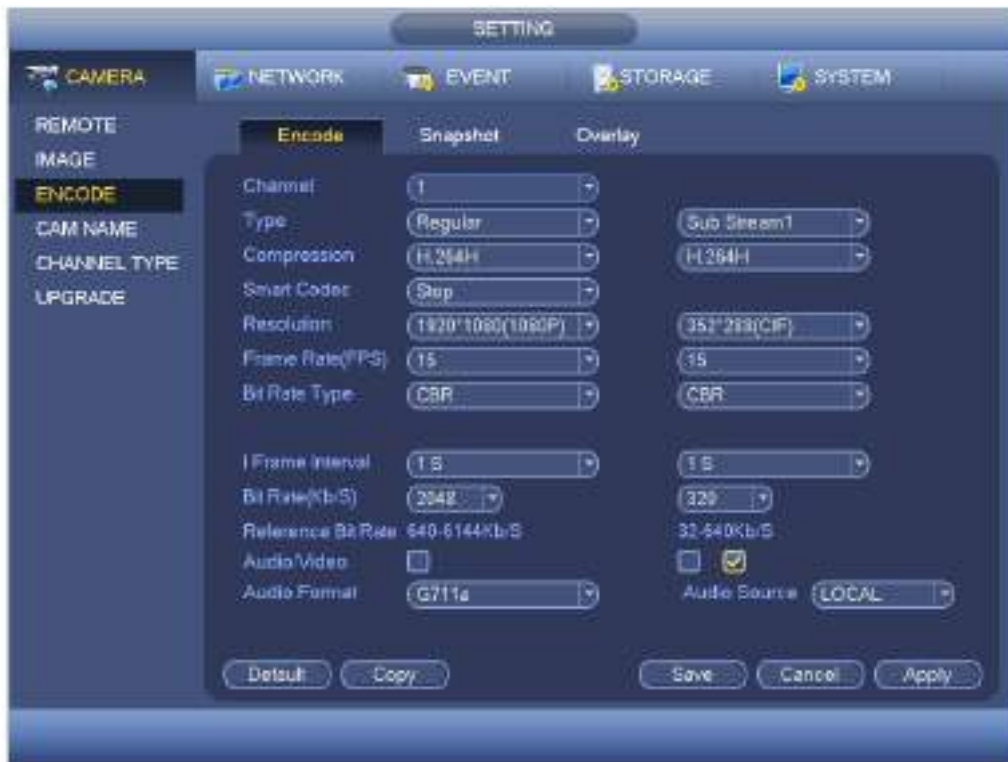 SETTING
CAMERA NETWORK EVENT STORAGE SYSTEM
REMOTE
IMAGE
ENCODE
CAM NAME
CHANNEL TYPE
UPGRADE
Encode Snapshot Overlay
Channel 1
Type Regular Sub Stream1
Compression H.264H H.264H
Smart Codec Stop
Resolution 1920*1080(1080P) 352*288(CIF)
Frame Rate(FPS) 15 15
Bit Rate Type CBR CBR
I Frame Interval 1 S 1 S
Bit Rate(Kb/S) 2048 320
Reference Bit Rate 640-6144Kb/S 32-640Kb/S
Audio/Video
Audio Format G711a Audio Source LOCAL
Default Copy Save Cancel Apply